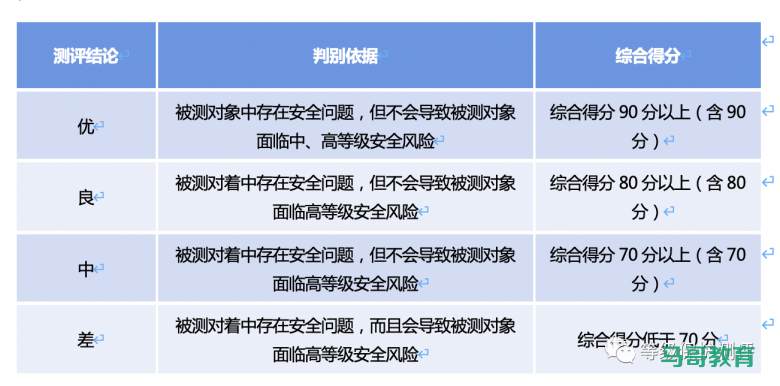 测评结论
判别依据
综合得分
优
被测对象中存在安全问题，但不会导致被测对象
面临中、高等级安全风险
综合得分 90 分以上（含 90
分）
良
被测对着中存在安全问题，但不会导致被测对象
面临高等级安全风险
综合得分 80 分以上（含 80
分）
中
被测对着中存在安全问题，但不会导致被测对象
面临高等级安全风险
综合得分 70 分以上（含 70
分）
差
被测对着中存在安全问题，而且会导致被测对象
面临高等级安全风险
综合得分低于 70 分
马哥教育